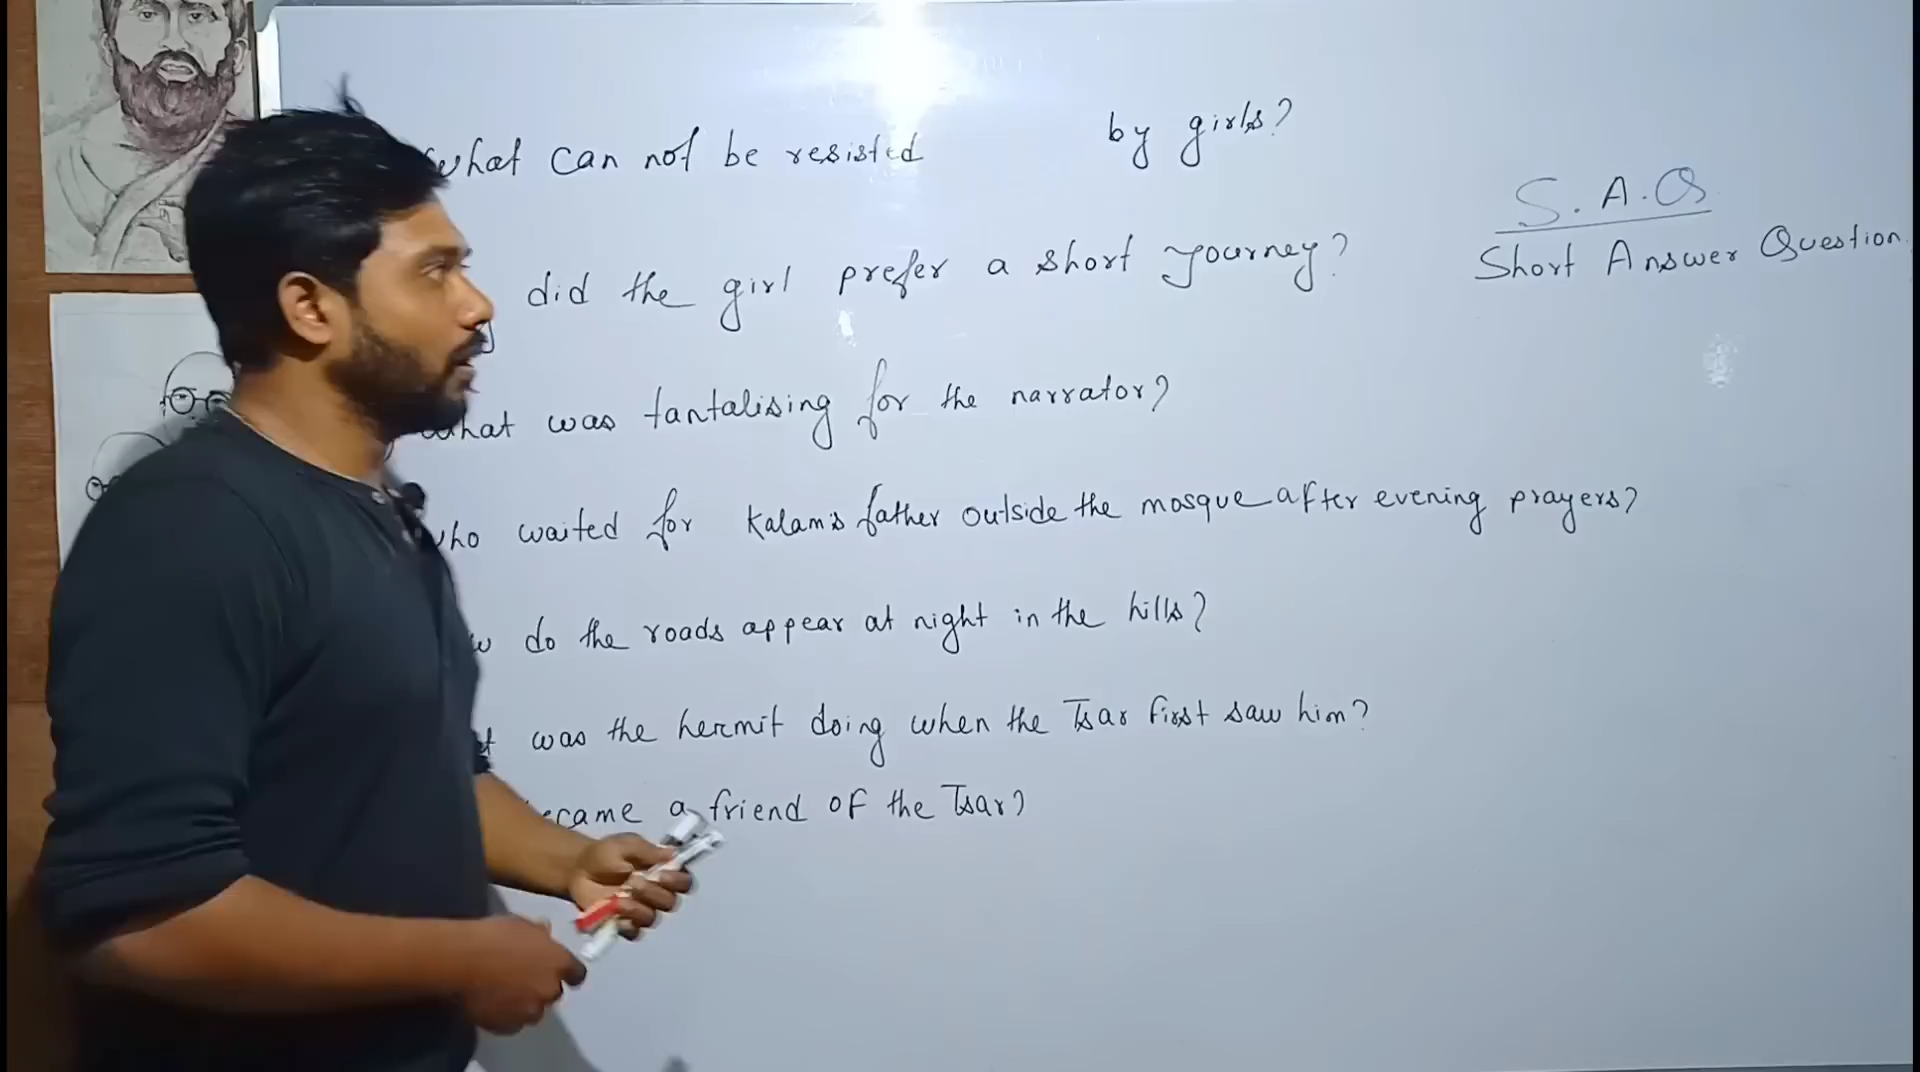 what can not be resisted by girls?
S.A.Q
Short Answer Question
did the girl prefer a short journey?
what was tantalising for the narrator?
who waited for Kalam's father outside the mosque after evening prayers?
do the roads appear at night in the hills?
was the hermit doing when the Tsar first saw him?
a friend of the Tsar?